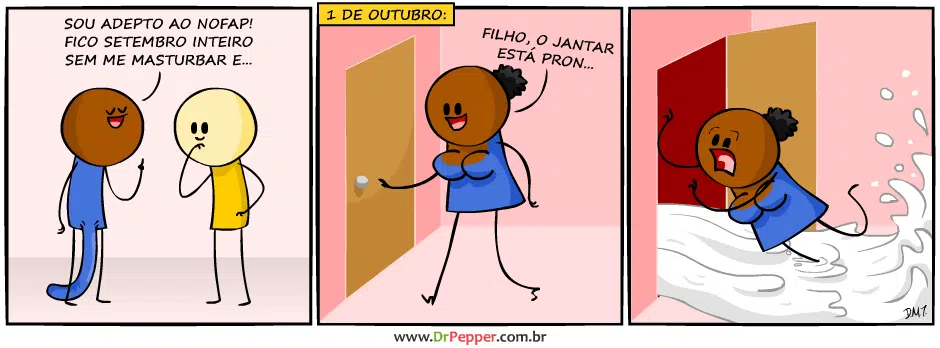 SOU ADEPTO AO NOFAP!
FICO SETEMBRO INTEIRO
SEM ME MASTURBAR E...
1 DE OUTUBRO:
FILHO, O JANTAR
ESTÁ PRON...
D.M.T.
www.DrPepper.com.br